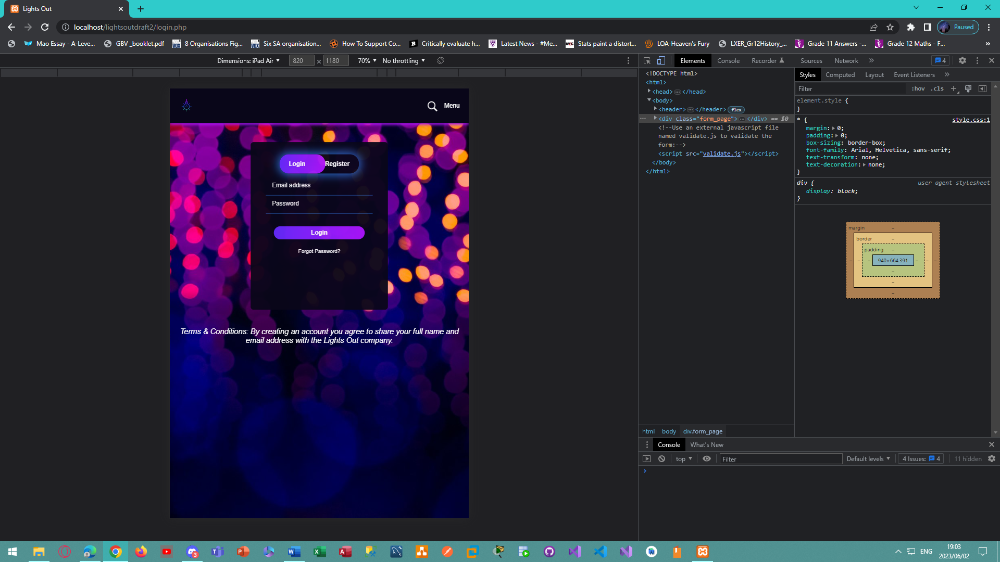 Lights Out
localhost/lightsoutdraft2/login.php
Paused
Mao Essay - A-Leve...
GBV _booklet.pdf
8 Organisations Fig...
Six SA organisation...
How To Support Co...
Critically evaluate h...
Latest News - #Me...
Stats paint a distort...
LOA-Heaven's Fury
LXER_Gr12History_...
Grade 11 Answers -...
Grade 12 Maths - F...
»
Dimensions: iPad Air
820 × 1180
70%
No throttling
Elements
Console
Recorder
Sources
Network
»
4
Menu
Login
Register
Email address
Password
Login
Forgot Password?
Terms & Conditions: By creating an account you agree to share your full name and
email address with the Lights Out company.
<!DOCTYPE html>
<html>
<head>…</head>
<body>
<header>…</header> flex
<div class="form_page">…</div> == $0
<!--Use an external javascript file
named validate.js to validate the
form:-->
<script src="validate.js"></script>
</body>
</html>
html body div.form_page
Styles
Computed
Layout
Event Listeners
»
Filter
:hov .cls +
element.style {
}
* { style.css:1
margin: 0;
padding: 0;
box-sizing: border-box;
font-family: Arial, Helvetica, sans-serif;
text-transform: none;
text-decoration: none;
}
div { user agent stylesheet
display: block;
}
margin –
border –
padding –
– – – 940×664.391 – – –
–
–
–
Console
What's New
top
Filter
Default levels
4 Issues: 4
11 hidden
3
ENG
19:03
2023/06/02